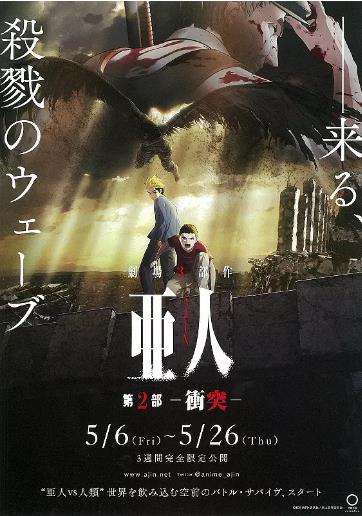 ―来る、
殺戮のウェーブ
劇場3部作
亜人
第2部 ―衝突―
5/6(Fri)～5/26(Thu)
3週間完全限定公開
www.ajin.net Twitter @anime_ajin
“亜人vs人類” 世界を飲み込む空前のバトル・サバイヴ、スタート